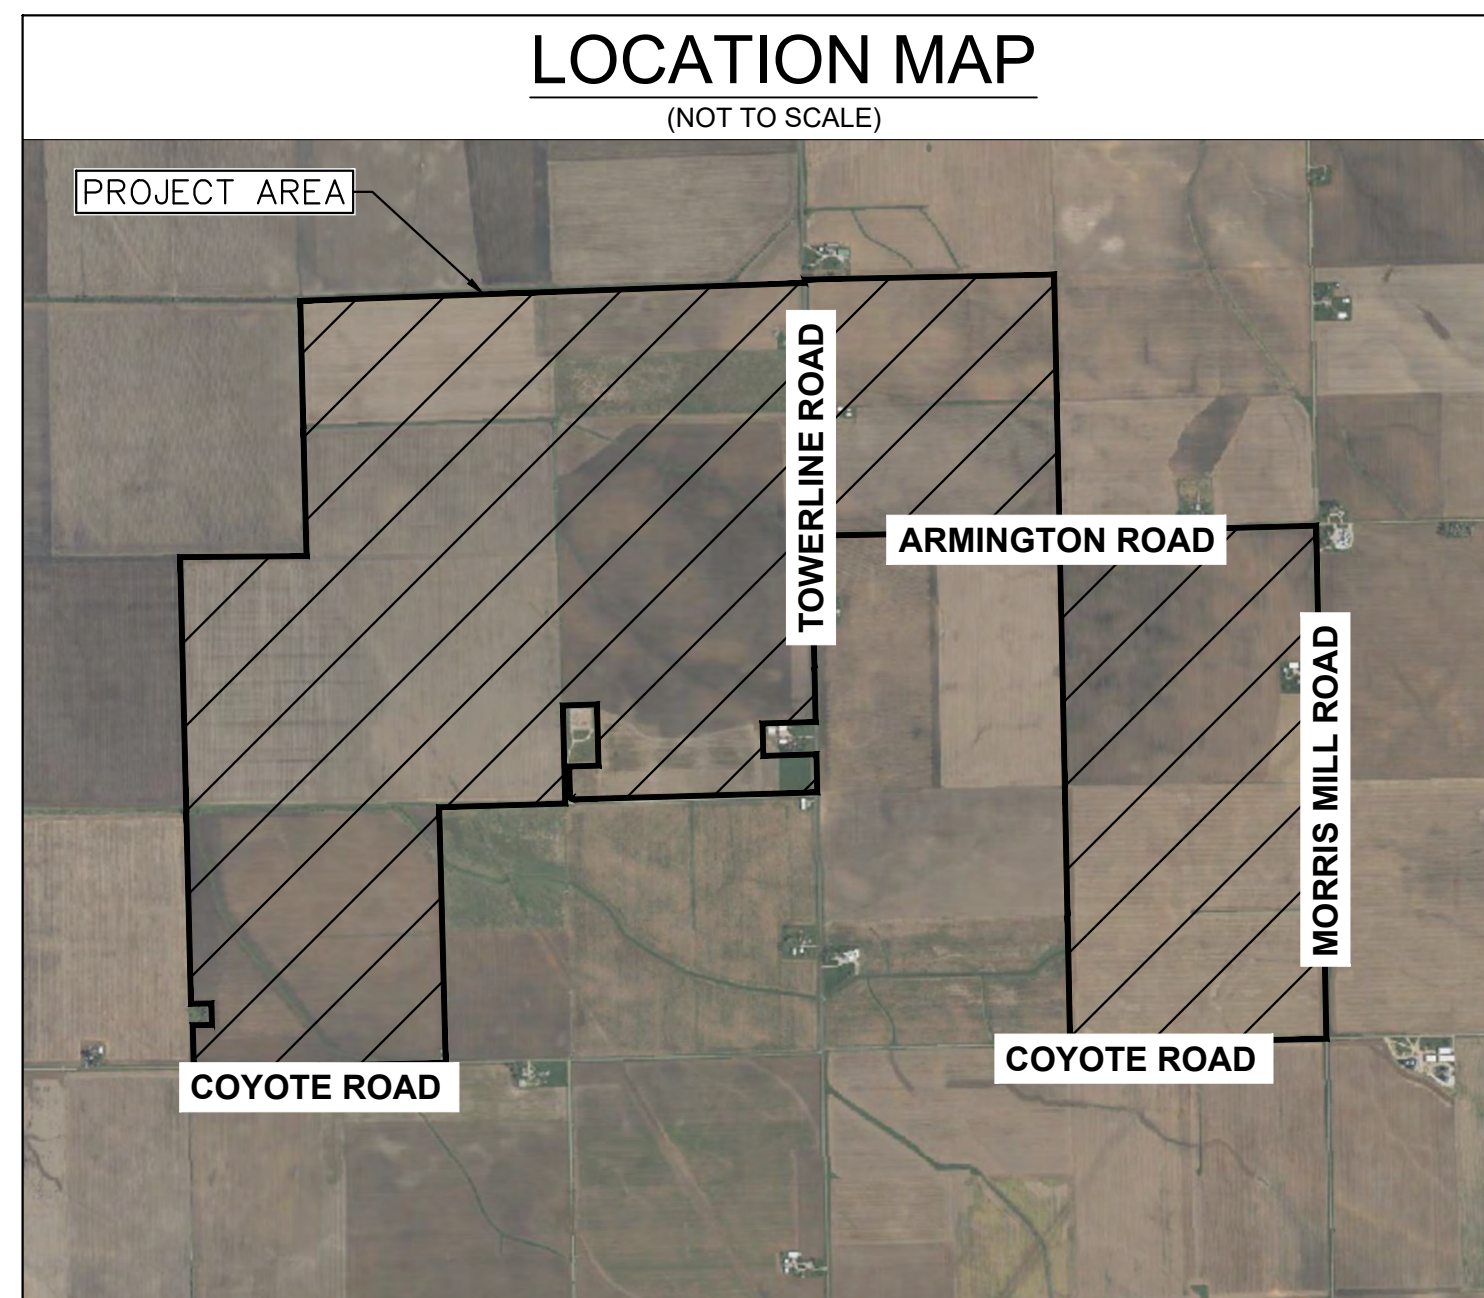 LOCATION MAP
(NOT TO SCALE)
PROJECT AREA
TOWERLINE ROAD
ARMINGTON ROAD
MORRIS MILL ROAD
COYOTE ROAD
COYOTE ROAD